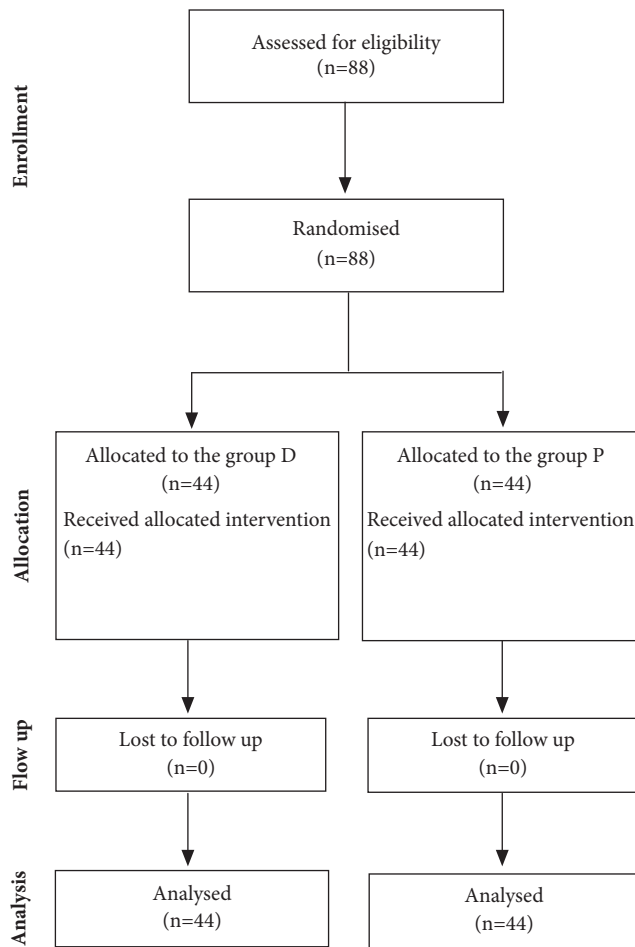 Enrollment
Assessed for eligibility
(n=88)
Randomised
(n=88)
Allocation
Allocated to the group D
(n=44)
Received allocated intervention
(n=44)
Allocated to the group P
(n=44)
Received allocated intervention
(n=44)
Flow up
Lost to follow up
(n=0)
Lost to follow up
(n=0)
Analysis
Analysed
(n=44)
Analysed
(n=44)